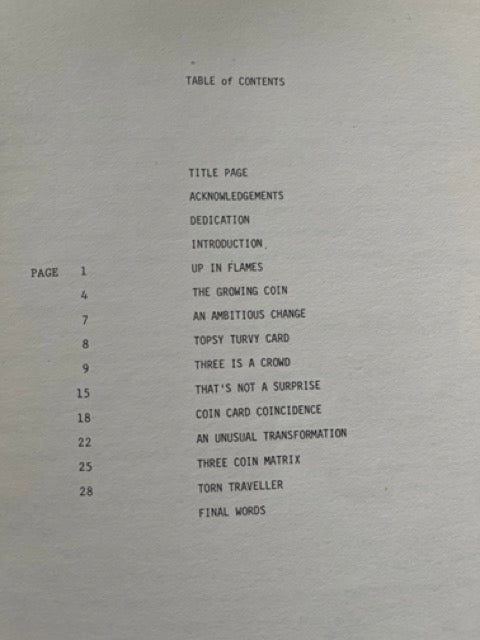 TABLE of CONTENTS
TITLE PAGE
ACKNOWLEDGEMENTS
DEDICATION
INTRODUCTION
PAGE 1 UP IN FLAMES
4 THE GROWING COIN
7 AN AMBITIOUS CHANGE
8 TOPSY TURVY CARD
9 THREE IS A CROWD
15 THAT'S NOT A SURPRISE
18 COIN CARD COINCIDENCE
22 AN UNUSUAL TRANSFORMATION
25 THREE COIN MATRIX
28 TORN TRAVELLER
FINAL WORDS